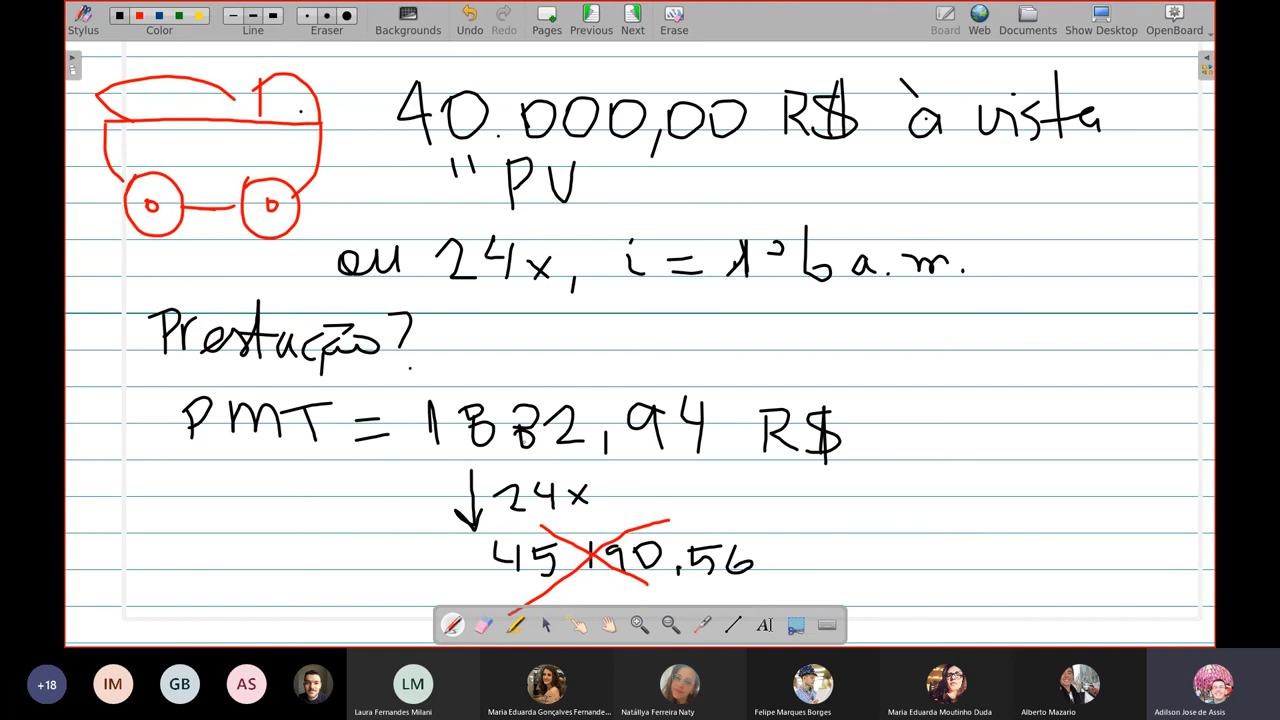 Stylus
Color
Line
Eraser
Backgrounds
Undo
Redo
Pages
Previous
Next
Erase
Board
Web
Documents
Show Desktop
OpenBoard
40.000,00 R$ à vista
" PV
ou 24x, i = 1% a.m.
Prestação?
PMT = 1882,94 R$
↓ 24x
45190,56
+18
IM
GB
AS
LM
Laura Fernandes Milani
Maria Eduarda Gonçalves Fernande...
Natállya Ferreira Naty
Felipe Marques Borges
Maria Eduarda Moutinho Duda
Alberto Mazario
Adilson Jose de Assis